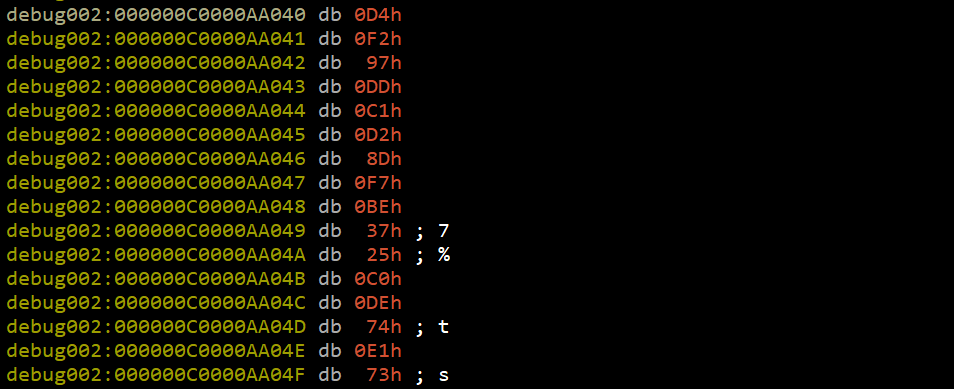 debug002:000000C0000AA040 db 0D4h
debug002:000000C0000AA041 db 0F2h
debug002:000000C0000AA042 db  97h
debug002:000000C0000AA043 db 0DDh
debug002:000000C0000AA044 db 0C1h
debug002:000000C0000AA045 db 0D2h
debug002:000000C0000AA046 db  8Dh
debug002:000000C0000AA047 db 0F7h
debug002:000000C0000AA048 db 0BEh
debug002:000000C0000AA049 db  37h ; 7
debug002:000000C0000AA04A db  25h ; %
debug002:000000C0000AA04B db 0C0h
debug002:000000C0000AA04C db 0DEh
debug002:000000C0000AA04D db  74h ; t
debug002:000000C0000AA04E db 0E1h
debug002:000000C0000AA04F db  73h ; s